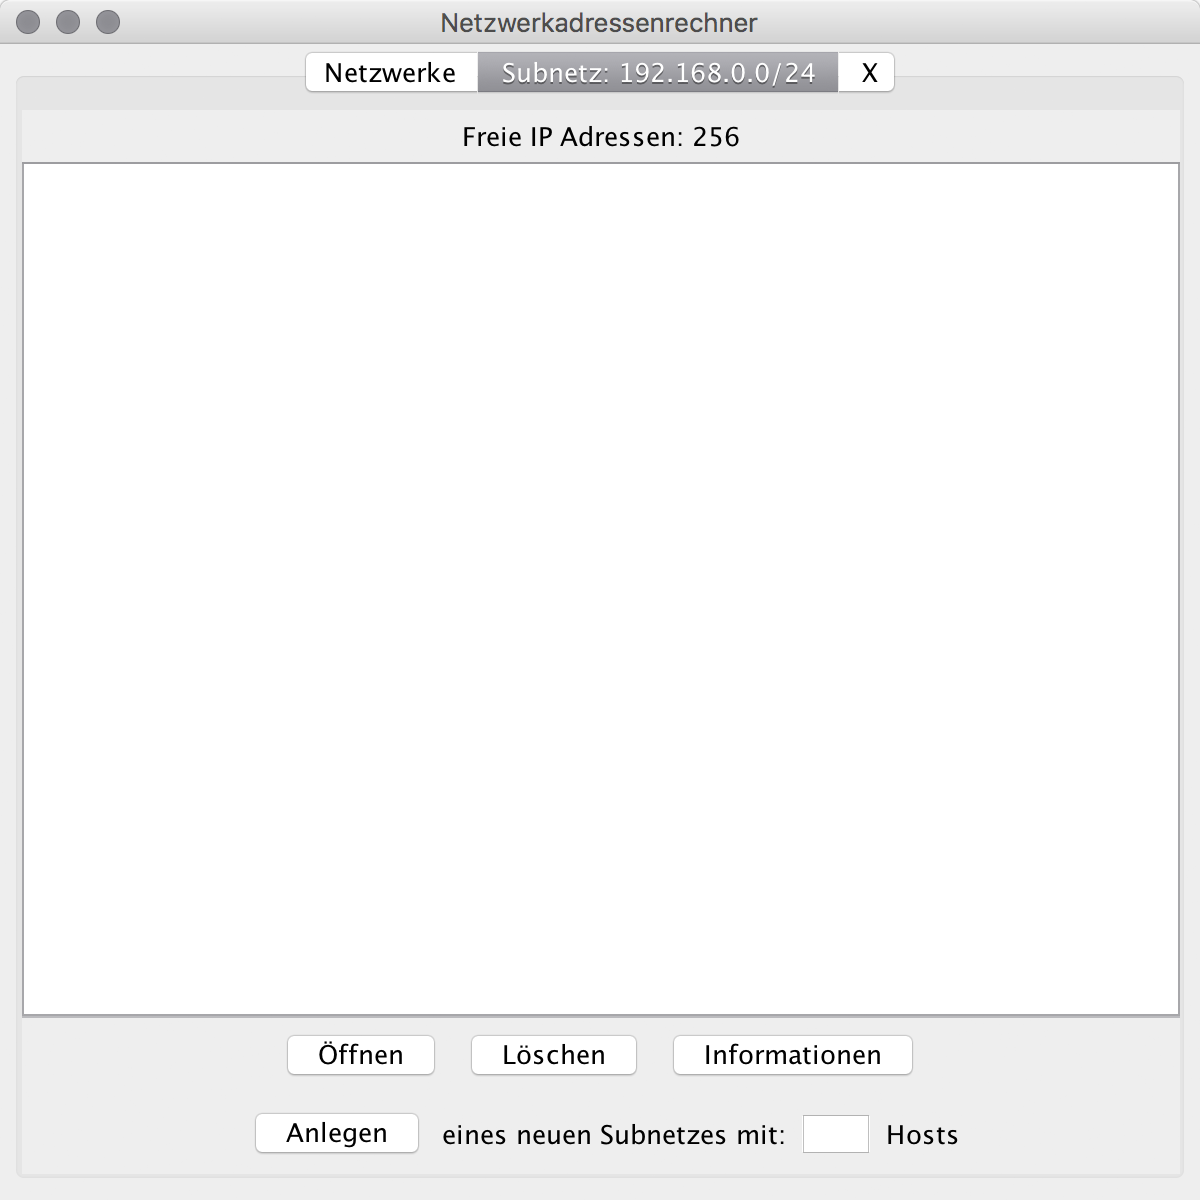 Netzwerkadressenrechner
Netzwerke Subnetz: 192.168.0.0/24 X
Freie IP Adressen: 256
Öffnen Löschen Informationen
Anlegen eines neuen Subnetzes mit: Hosts